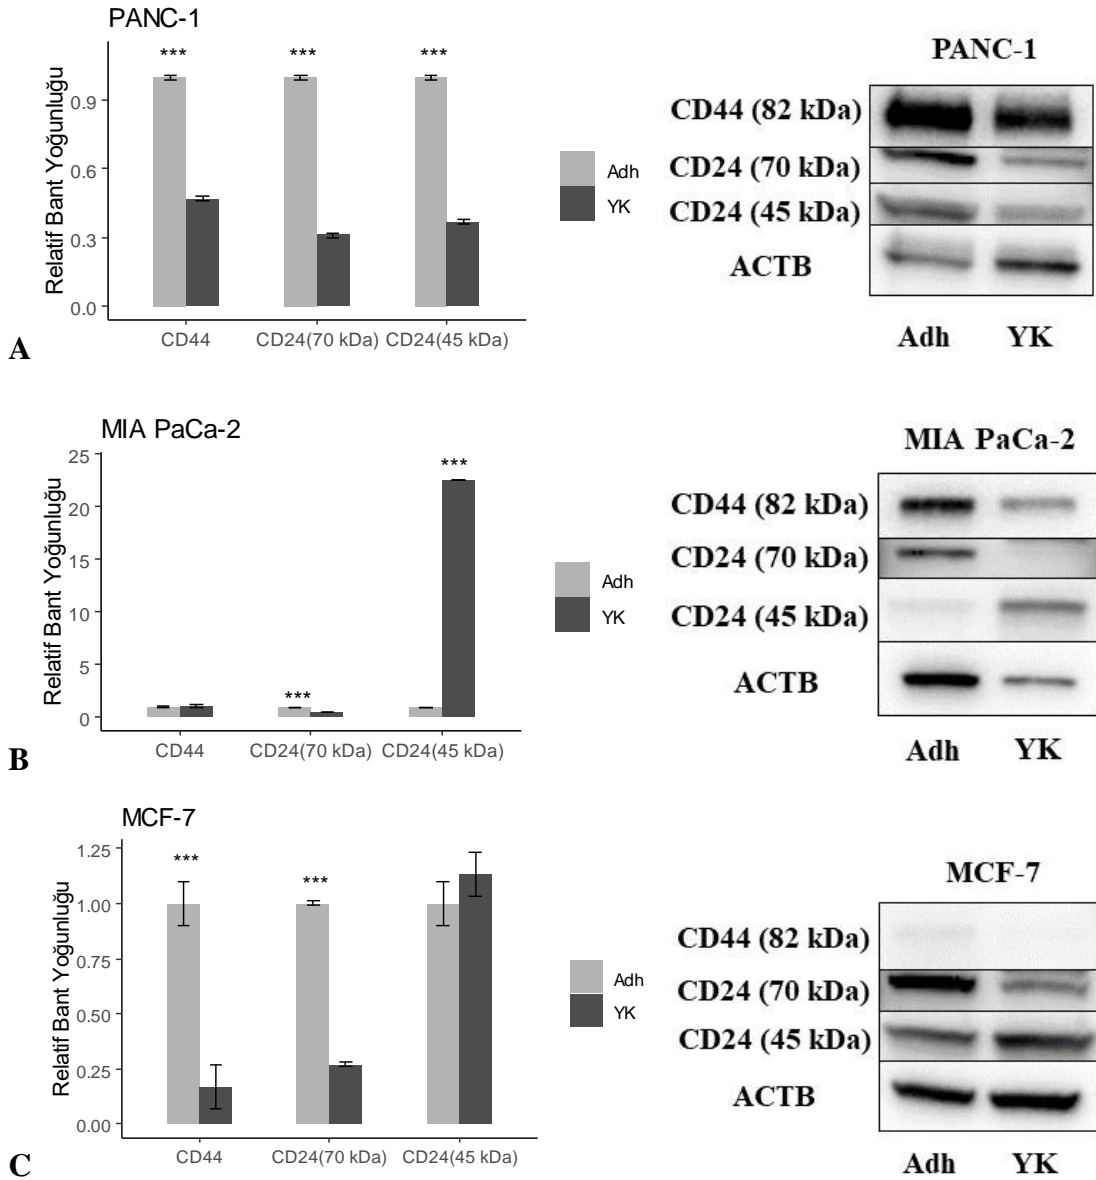 PANC-1
Relatif Bant Yoğunluğu
*** *** ***
0.9
0.6
0.3
0.0
CD44 CD24(70 kDa) CD24(45 kDa)
Adh
YK
PANC-1
CD44 (82 kDa)
CD24 (70 kDa)
CD24 (45 kDa)
ACTB
Adh YK
A
MIA PaCa-2
Relatif Bant Yoğunluğu
25
20
15
10
5
0
*** ***
CD44 CD24(70 kDa) CD24(45 kDa)
Adh
YK
MIA PaCa-2
CD44 (82 kDa)
CD24 (70 kDa)
CD24 (45 kDa)
ACTB
Adh YK
B
MCF-7
Relatif Bant Yoğunluğu
1.25
1.00
0.75
0.50
0.25
0.00
*** ***
CD44 CD24(70 kDa) CD24(45 kDa)
Adh
YK
MCF-7
CD44 (82 kDa)
CD24 (70 kDa)
CD24 (45 kDa)
ACTB
Adh YK
C